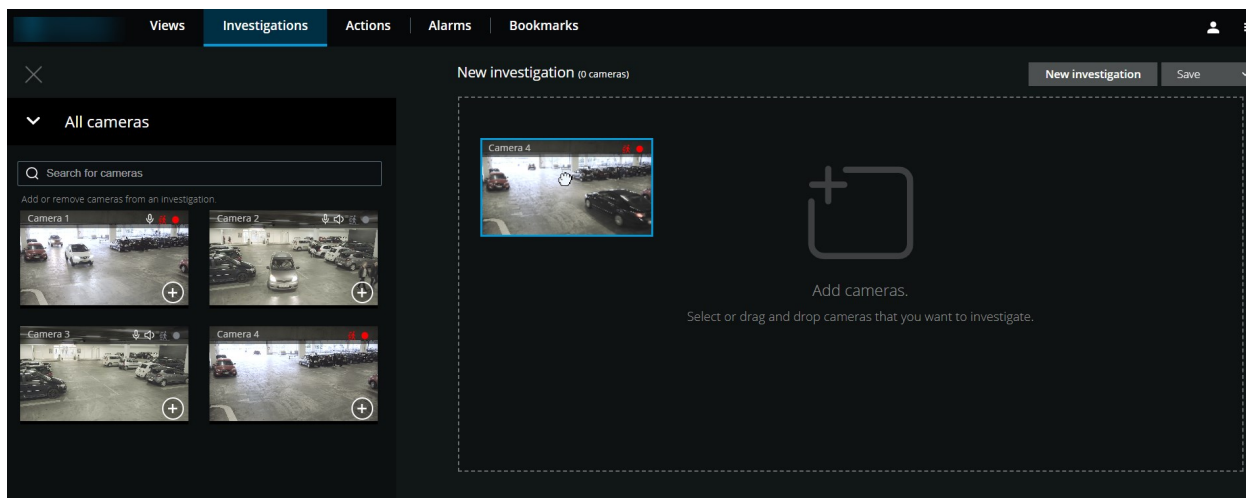 Views Investigations Actions Alarms Bookmarks
New investigation (0 cameras)
New investigation Save
All cameras
Search for cameras
Add or remove cameras from an investigation.
Camera 1
Camera 2
Camera 3
Camera 4
Camera 4
Add cameras.
Select or drag and drop cameras that you want to investigate.